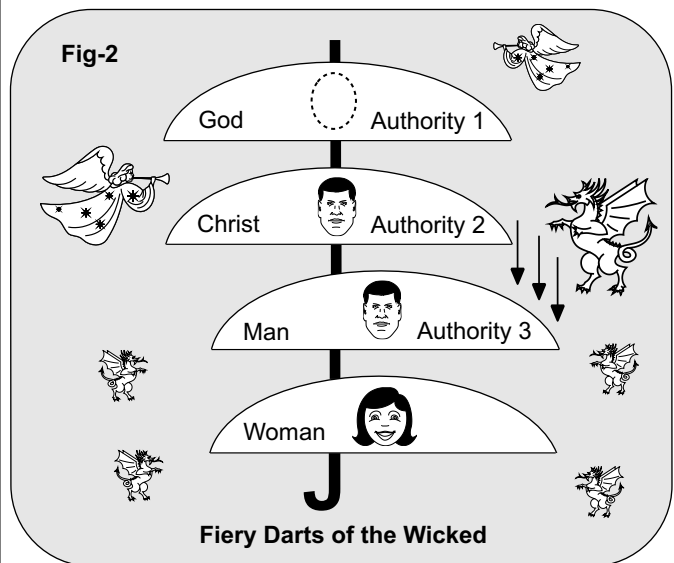 Fig-2
God Authority 1
Christ Authority 2
Man Authority 3
Woman
Fiery Darts of the Wicked